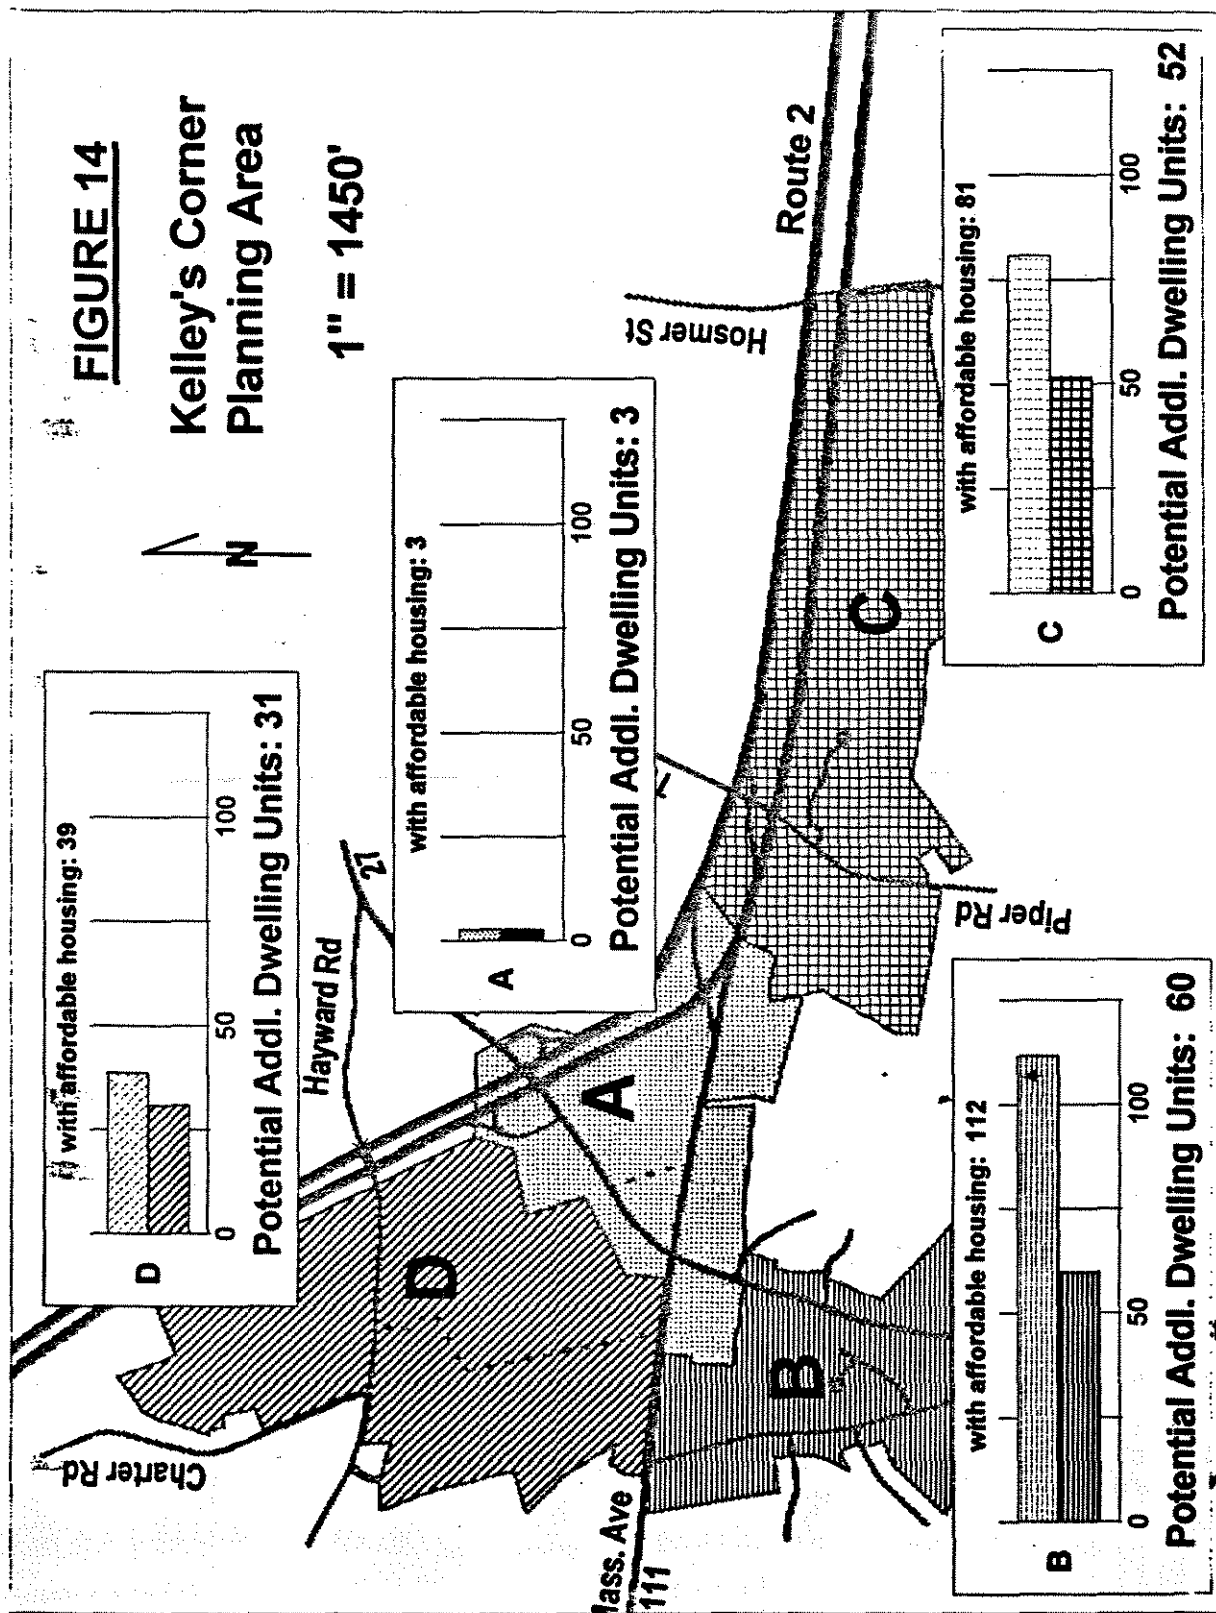 FIGURE 14
Kelley's Corner
Planning Area
1" = 1450'
N
with affordable housing: 39
D
0 50 100
Potential Addl. Dwelling Units: 31
with affordable housing: 3
A
0 50 100
Potential Addl. Dwelling Units: 3
with affordable housing: 112
B
0 50 100
Potential Addl. Dwelling Units: 60
with affordable housing: 81
C
0 50 100
Potential Addl. Dwelling Units: 52
Charter Rd.
Hayward Rd
27
D
A
B
C
Mass. Ave
111
Piper Rd
Hosmer St
Route 2